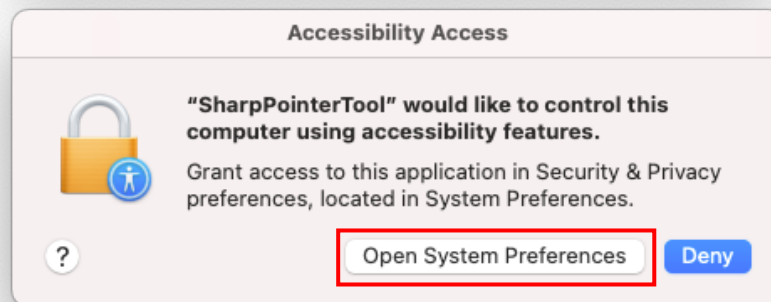 Accessibility Access
“SharpPointerTool” would like to control this
computer using accessibility features.
Grant access to this application in Security & Privacy
preferences, located in System Preferences.
? Open System Preferences Deny